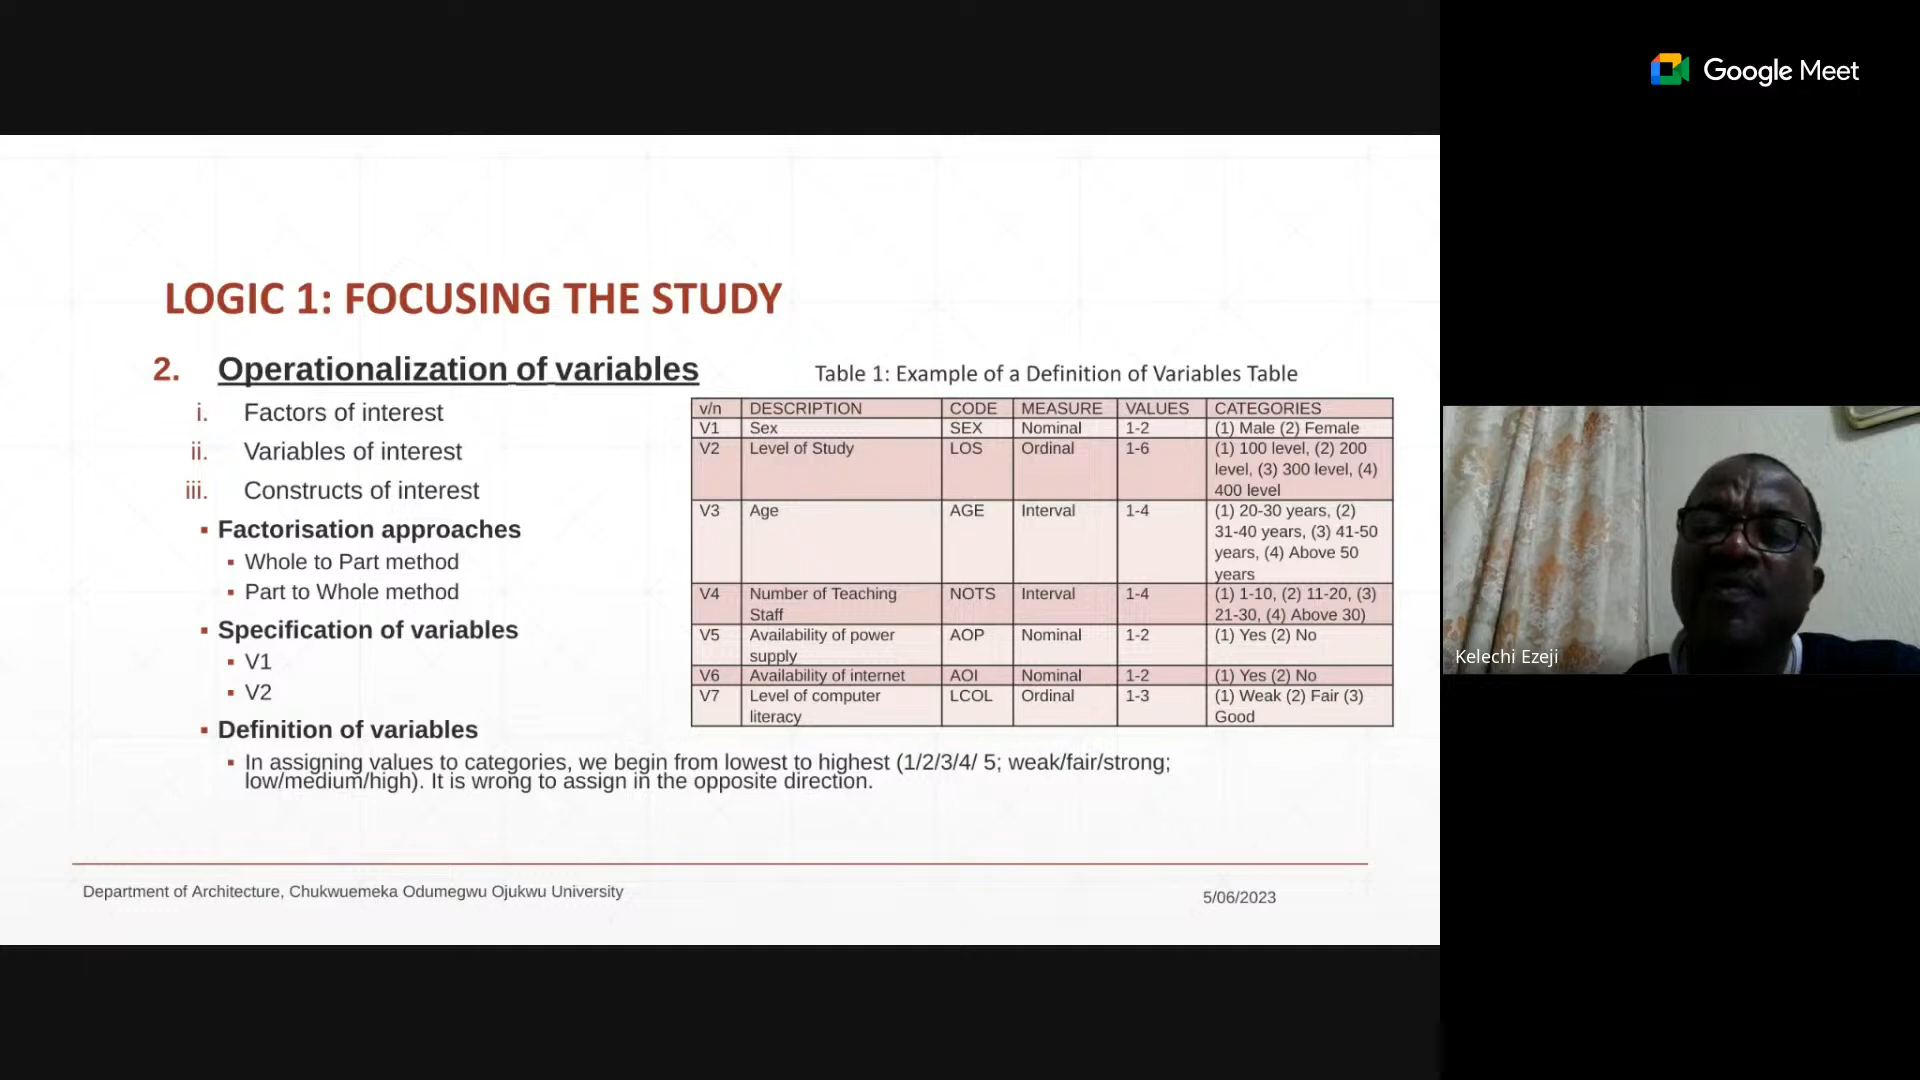 Google Meet
LOGIC 1: FOCUSING THE STUDY
2. Operationalization of variables
i. Factors of interest
ii. Variables of interest
iii. Constructs of interest
▪ Factorisation approaches
▪ Whole to Part method
▪ Part to Whole method
▪ Specification of variables
▪ V1
▪ V2
▪ Definition of variables
▪ In assigning values to categories, we begin from lowest to highest (1/2/3/4/ 5; weak/fair/strong;
low/medium/high). It is wrong to assign in the opposite direction.
Table 1: Example of a Definition of Variables Table
v/n DESCRIPTION CODE MEASURE VALUES CATEGORIES
V1 Sex SEX Nominal 1-2 (1) Male (2) Female
V2 Level of Study LOS Ordinal 1-6 (1) 100 level, (2) 200
level, (3) 300 level, (4)
400 level
V3 Age AGE Interval 1-4 (1) 20-30 years, (2)
31-40 years, (3) 41-50
years, (4) Above 50
years
V4 Number of Teaching NOTS Interval 1-4 (1) 1-10, (2) 11-20, (3)
Staff 21-30, (4) Above 30)
V5 Availability of power AOP Nominal 1-2 (1) Yes (2) No
supply
V6 Availability of internet AOI Nominal 1-2 (1) Yes (2) No
V7 Level of computer LCOL Ordinal 1-3 (1) Weak (2) Fair (3)
literacy Good
Department of Architecture, Chukwuemeka Odumegwu Ojukwu University
5/06/2023
Kelechi Ezeji